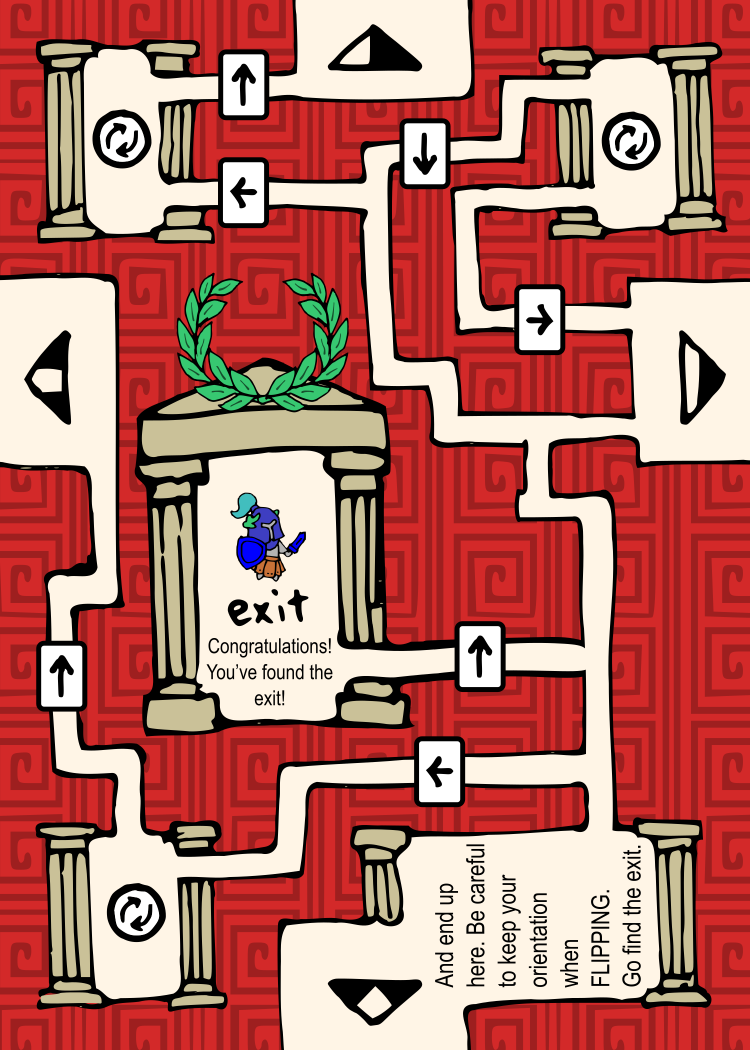 exit
Congratulations!
You've found the
exit!
And end up
here. Be careful
to keep your
orientation
when
FLIPPING.
Go find the exit.